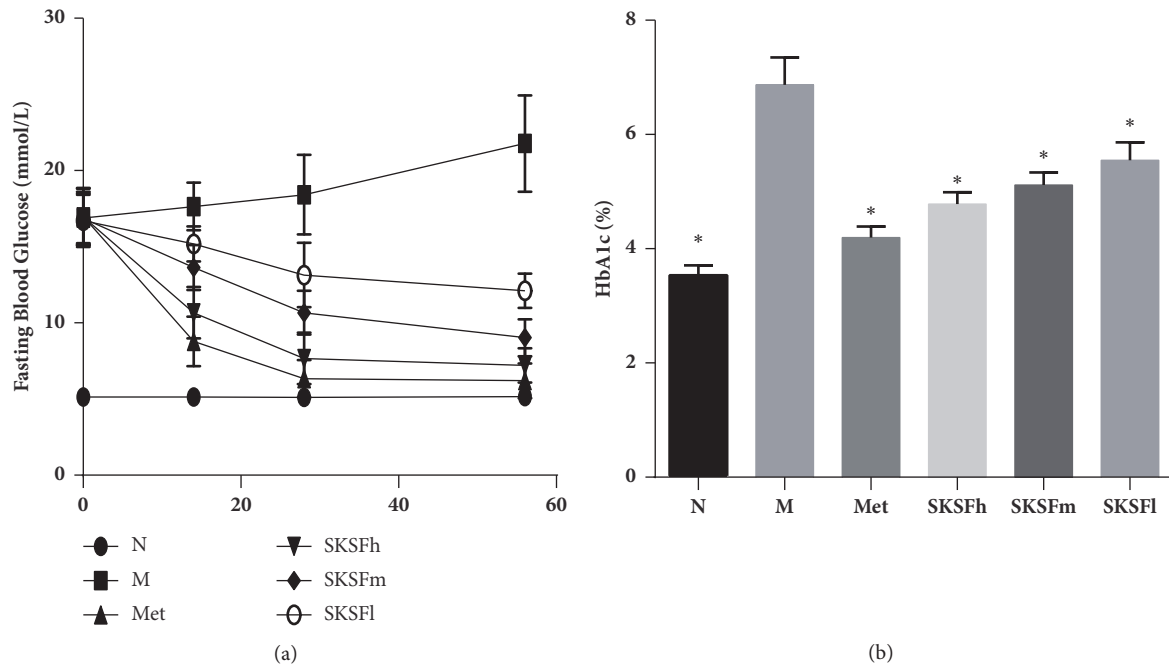 Fasting Blood Glucose (mmol/L)
30
20
10
0
0 20 40 60
N
M
Met
SKSFh
SKSFm
SKSFl
(a)
HbA1c (%)
8
6
4
2
0
* * * * *
N M Met SKSFh SKSFm SKSFl
(b)